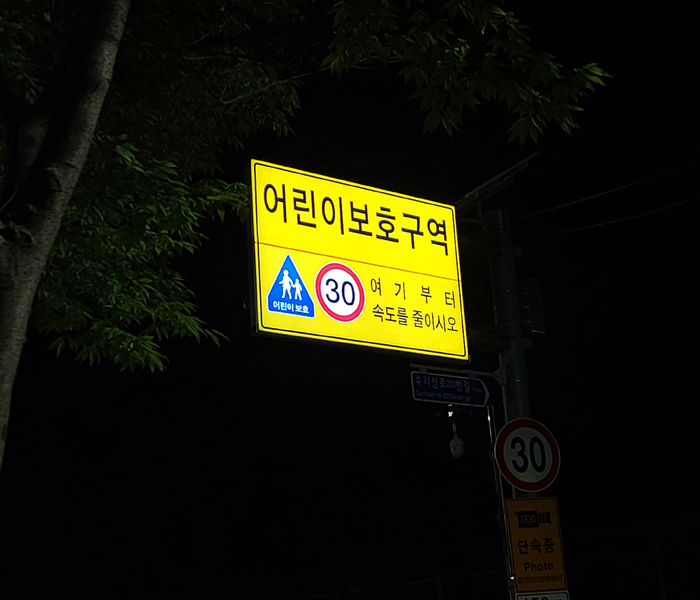 어린이보호구역
어린이 보호
30
여 기 부 터
속도를 줄이시오
30
단속중
Photo
enforcement